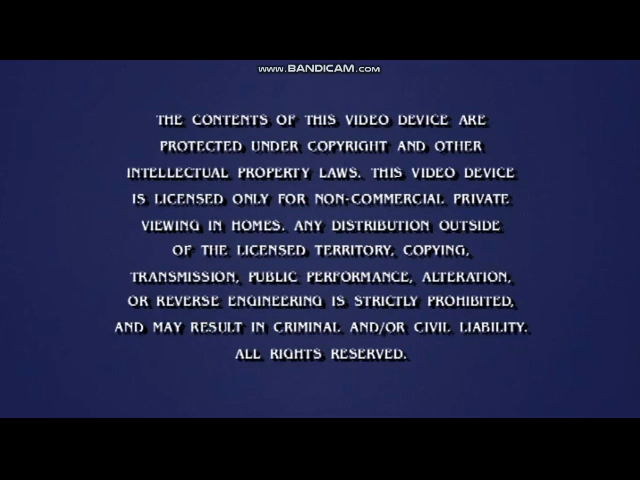 www.BANDICAM.com
THE CONTENTS OF THIS VIDEO DEVICE ARE
PROTECTED UNDER COPYRIGHT AND OTHER
INTELLECTUAL PROPERTY LAWS. THIS VIDEO DEVICE
IS LICENSED ONLY FOR NON-COMMERCIAL PRIVATE
VIEWING IN HOMES. ANY DISTRIBUTION OUTSIDE
OF THE LICENSED TERRITORY, COPYING,
TRANSMISSION, PUBLIC PERFORMANCE, ALTERATION,
OR REVERSE ENGINEERING IS STRICTLY PROHIBITED,
AND MAY RESULT IN CRIMINAL AND/OR CIVIL LIABILITY.
ALL RIGHTS RESERVED.